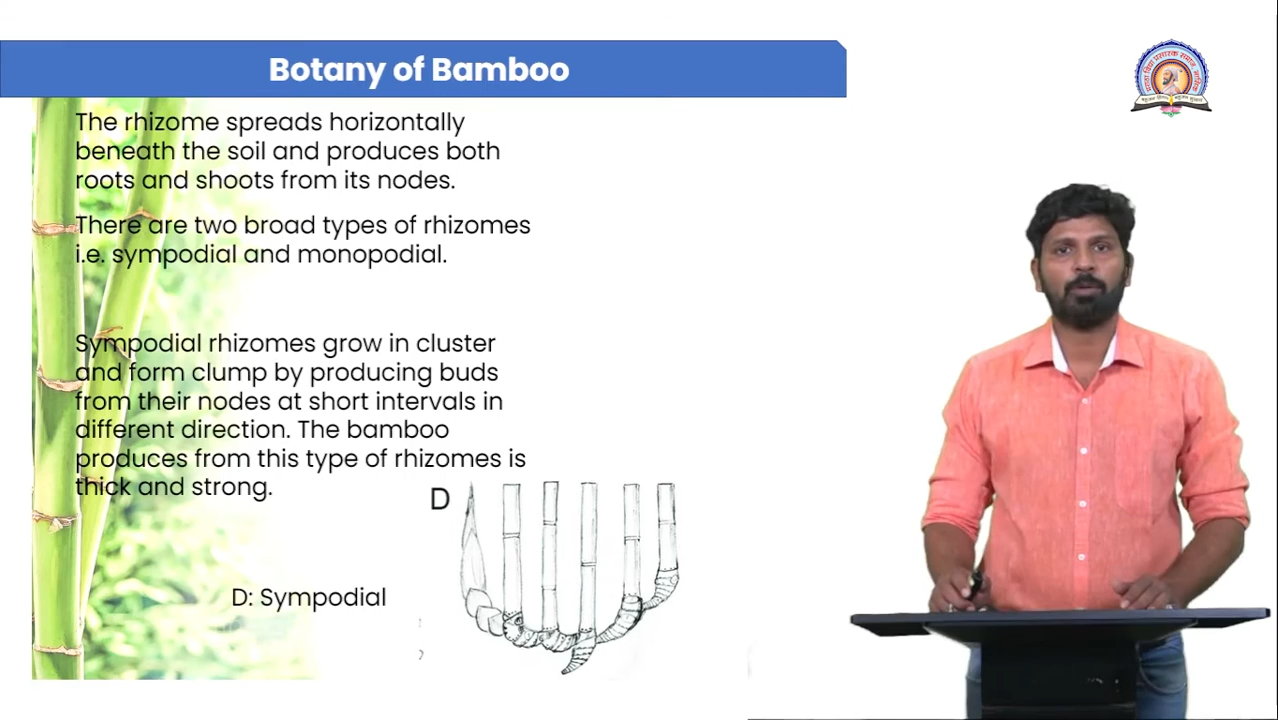 Botany of Bamboo
The rhizome spreads horizontally
beneath the soil and produces both
roots and shoots from its nodes.
There are two broad types of rhizomes
i.e. sympodial and monopodial.
Sympodial rhizomes grow in cluster
and form clump by producing buds
from their nodes at short intervals in
different direction. The bamboo
produces from this type of rhizomes is
thick and strong.
D
D: Sympodial